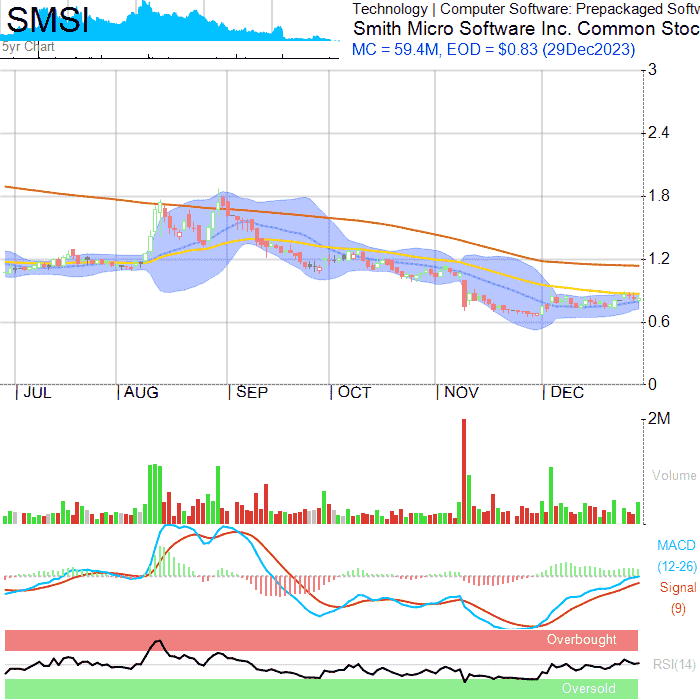 SMSI
5yr Chart
Technology | Computer Software: Prepackaged Softw
Smith Micro Software Inc. Common Stoc
MC = 59.4M, EOD = $0.83 (29Dec2023)
3
2.4
1.8
1.2
0.6
0
JUL AUG SEP OCT NOV DEC
2M
Volume
MACD
(12-26)
Signal
(9)
Overbought
RSI(14)
Oversold